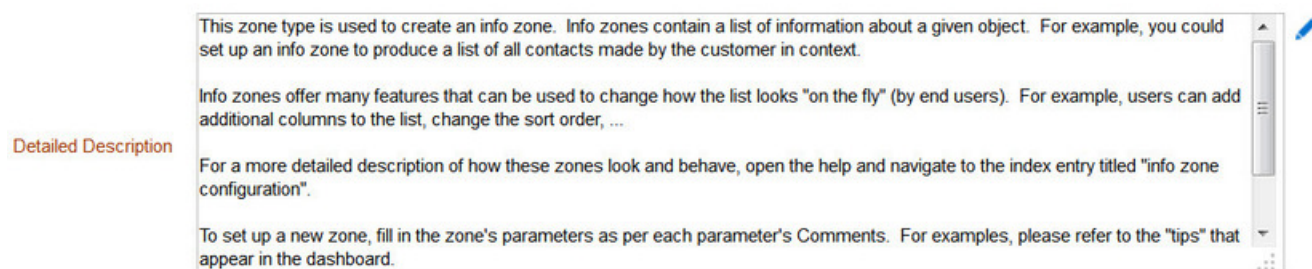 This zone type is used to create an info zone.  Info zones contain a list of information about a given object.  For example, you could
set up an info zone to produce a list of all contacts made by the customer in context.
Info zones offer many features that can be used to change how the list looks "on the fly" (by end users).  For example, users can add
additional columns to the list, change the sort order, ...
Detailed Description
For a more detailed description of how these zones look and behave, open the help and navigate to the index entry titled "info zone
configuration".
To set up a new zone, fill in the zone's parameters as per each parameter's Comments.  For examples, please refer to the "tips" that
appear in the dashboard.